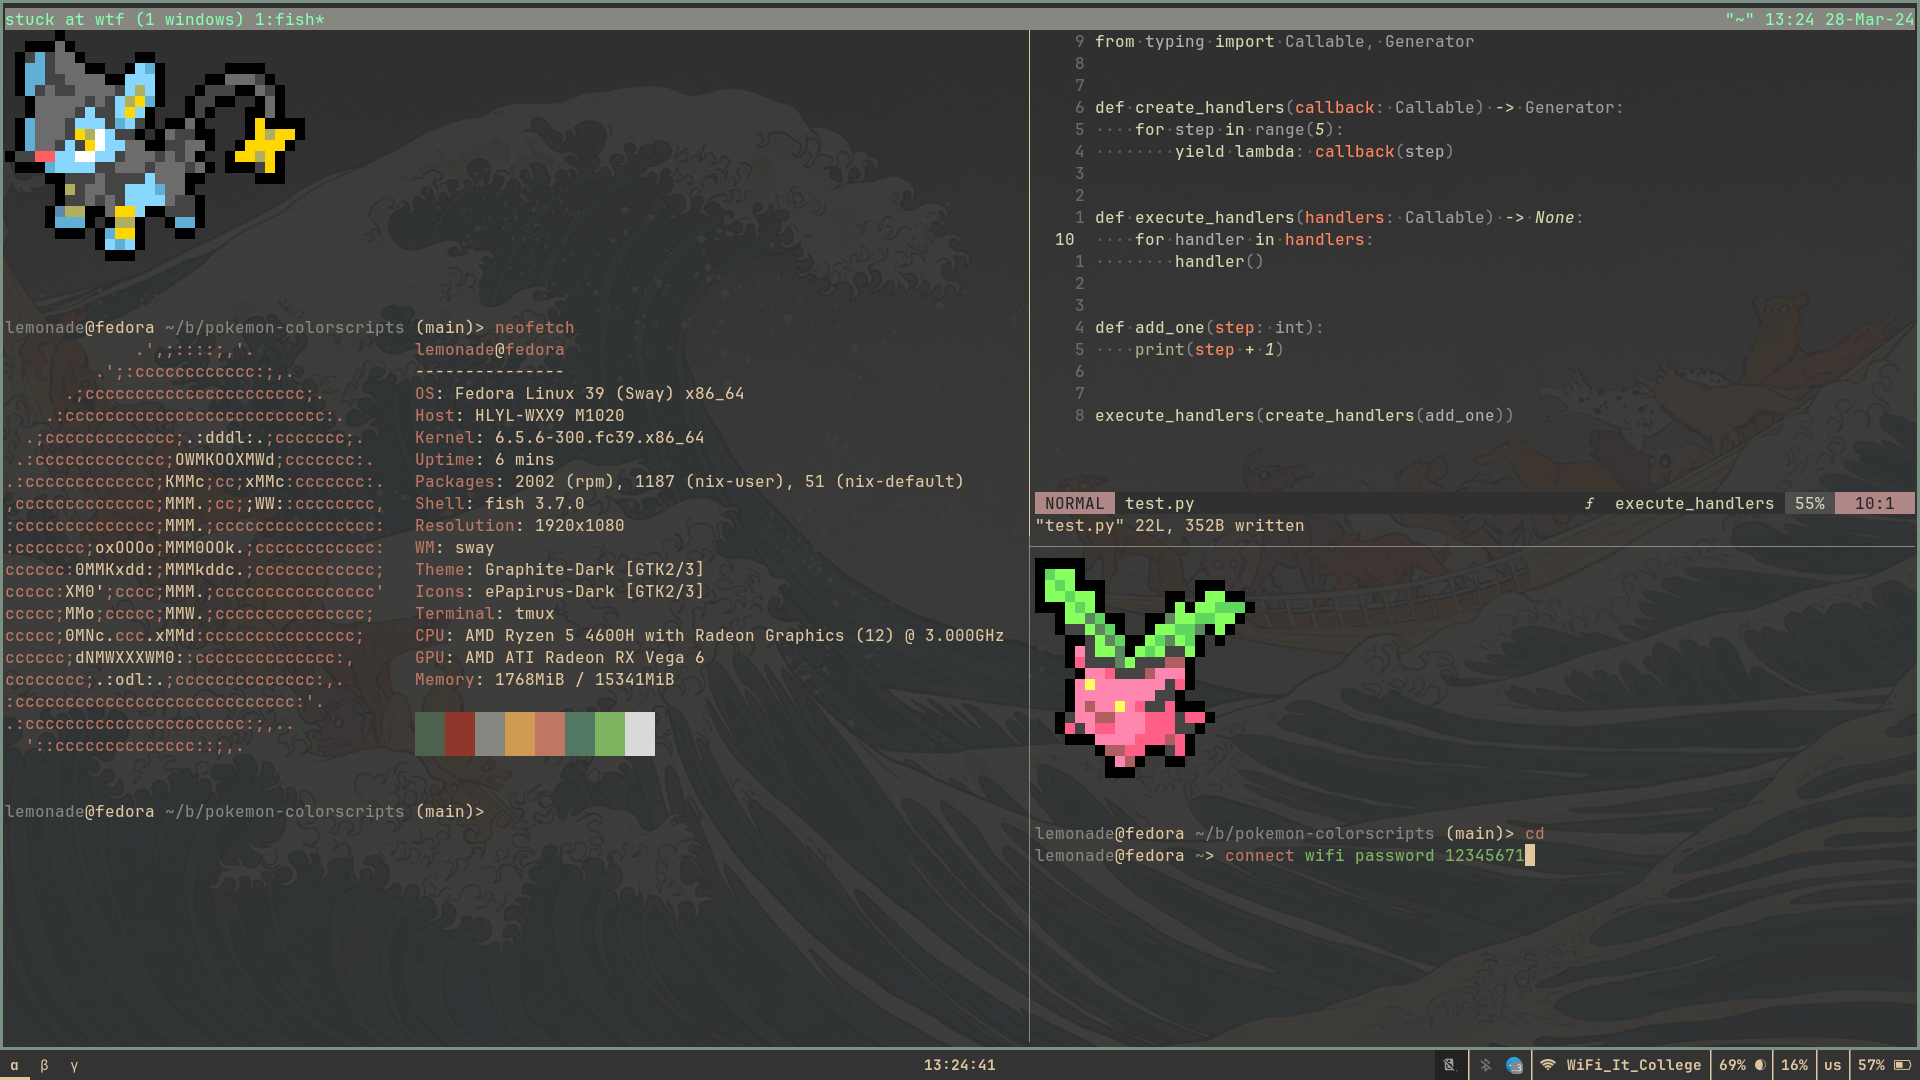 stuck at wtf (1 windows) 1:fish*
"~" 13:24 28-Mar-24
lemonade@fedora ~/b/pokemon-colorscripts (main)> neofetch
.',;::::;,'.
.';:cccccccccccc:;,.
.;cccccccccccccccccccccc;.
.:cccccccccccccccccccccccccc:.
.;ccccccccccccc;.:dddl:.;ccccccc;.
.:ccccccccccccc;OWMKOOXMWd;ccccccc:.
.:ccccccccccccc;KMMc;cc;xMMc:ccccccc:.
,cccccccccccccc;MMM.;cc;;WW::cccccccc,
:cccccccccccccc;MMM.;cccccccccccccccc:
:ccccccc;oxOOOo;MMM0OOk.;cccccccccccc:
cccccc:0MMKxdd:;MMMkddc.;cccccccccccc;
ccccc:XM0';cccc;MMM.;cccccccccccccccc'
ccccc;MMo;ccccc;MMW.;ccccccccccccccc;
ccccc;0MNc.ccc.xMMd:ccccccccccccccc;
cccccc;dNMWXXXWM0::cccccccccccccc:,
cccccccc;.:odl:.;cccccccccccccc:,.
:cccccccccccccccccccccccccccc:'.
.:cccccccccccccccccccccc:;,..
'::cccccccccccccc::;,.
lemonade@fedora
---------------
OS: Fedora Linux 39 (Sway) x86_64
Host: HLYL-WXX9 M1020
Kernel: 6.5.6-300.fc39.x86_64
Uptime: 6 mins
Packages: 2002 (rpm), 1187 (nix-user), 51 (nix-default)
Shell: fish 3.7.0
Resolution: 1920x1080
WM: sway
Theme: Graphite-Dark [GTK2/3]
Icons: ePapirus-Dark [GTK2/3]
Terminal: tmux
CPU: AMD Ryzen 5 4600H with Radeon Graphics (12) @ 3.000GHz
GPU: AMD ATI Radeon RX Vega 6
Memory: 1768MiB / 15341MiB
lemonade@fedora ~/b/pokemon-colorscripts (main)>
9 from·typing·import·Callable,·Generator
8
7
6 def·create_handlers(callback:·Callable)·->·Generator:
5 ····for·step·in·range(5):
4 ········yield·lambda:·callback(step)
3
2
1 def·execute_handlers(handlers:·Callable)·->·None:
10 ····for·handler·in·handlers:
1 ········handler()
2
3
4 def·add_one(step:·int):
5 ····print(step·+·1)
6
7
8 execute_handlers(create_handlers(add_one))
NORMAL test.py ƒ execute_handlers 55% 10:1
"test.py" 22L, 352B written
lemonade@fedora ~/b/pokemon-colorscripts (main)> cd
lemonade@fedora ~> connect wifi password 12345671
α β γ
13:24:41
WiFi_It_College 69% 16% us 57%